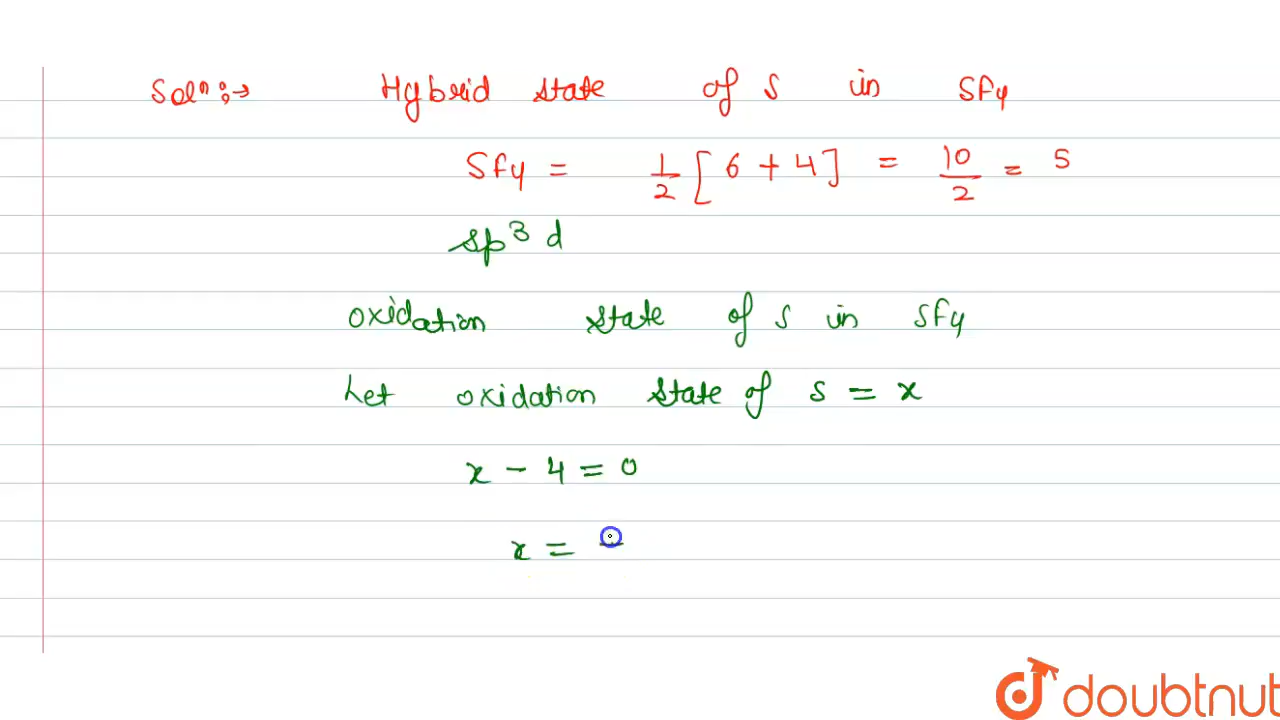 Solⁿ :→ Hybrid state of S in SF4
SF4 = 1/2 [6 + 4] = 10/2 = 5
sp³d
oxidation state of S in SF4
Let oxidation state of S = x
x - 4 = 0
x =
doubtnut